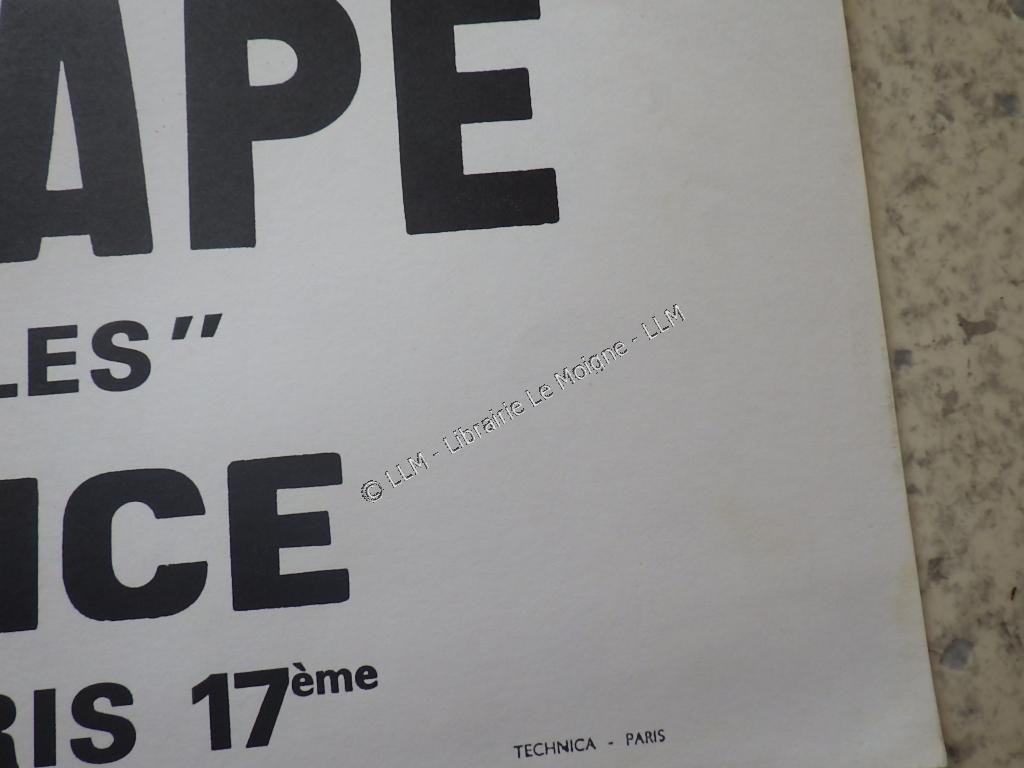 APE
LES"
ICE
RIS 17ème
TECHNICA - PARIS
© LLM - Librairie Le Moigne - LLM